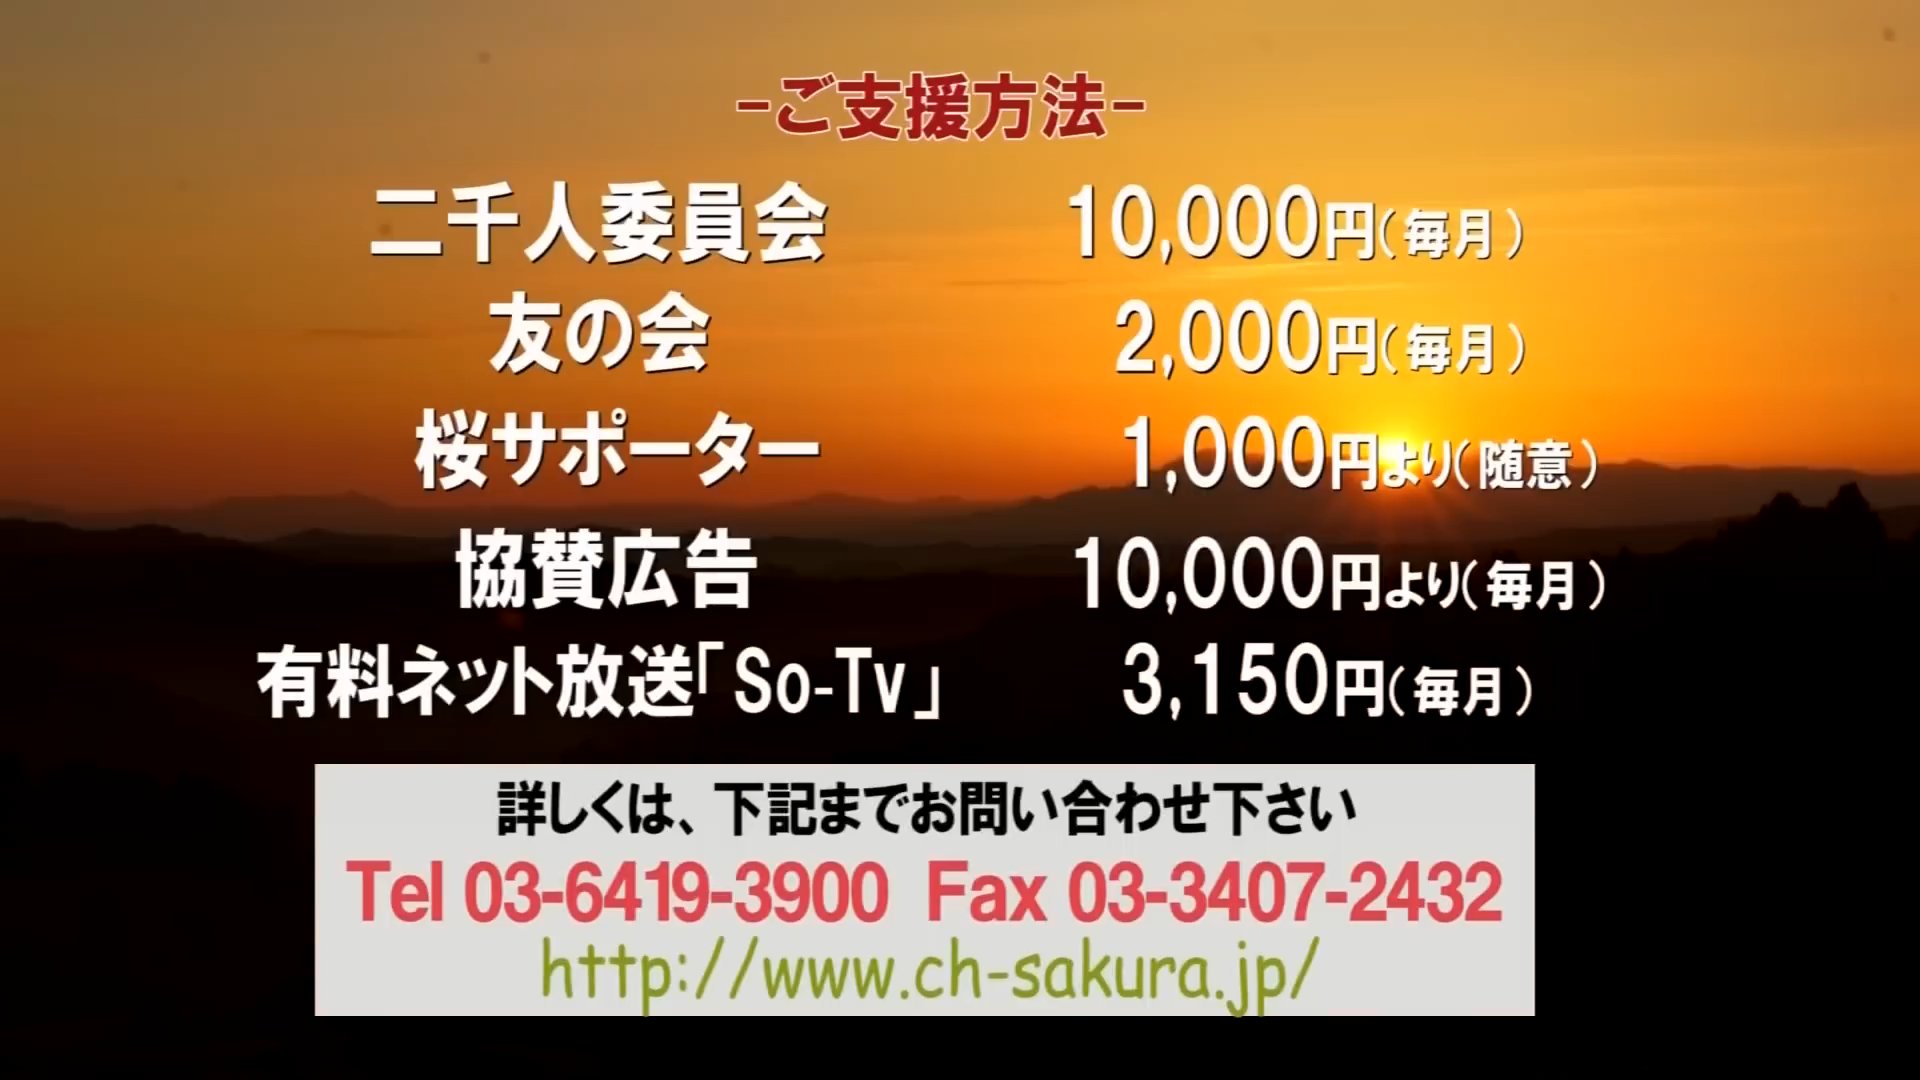 -ご支援方法-
二千人委員会 10,000円(毎月)
友の会 2,000円(毎月)
桜サポーター 1,000円より(随意)
協賛広告 10,000円より(毎月)
有料ネット放送「So-Tv」 3,150円(毎月)
詳しくは、下記までお問い合わせ下さい
Tel 03-6419-3900 Fax 03-3407-2432
http://www.ch-sakura.jp/